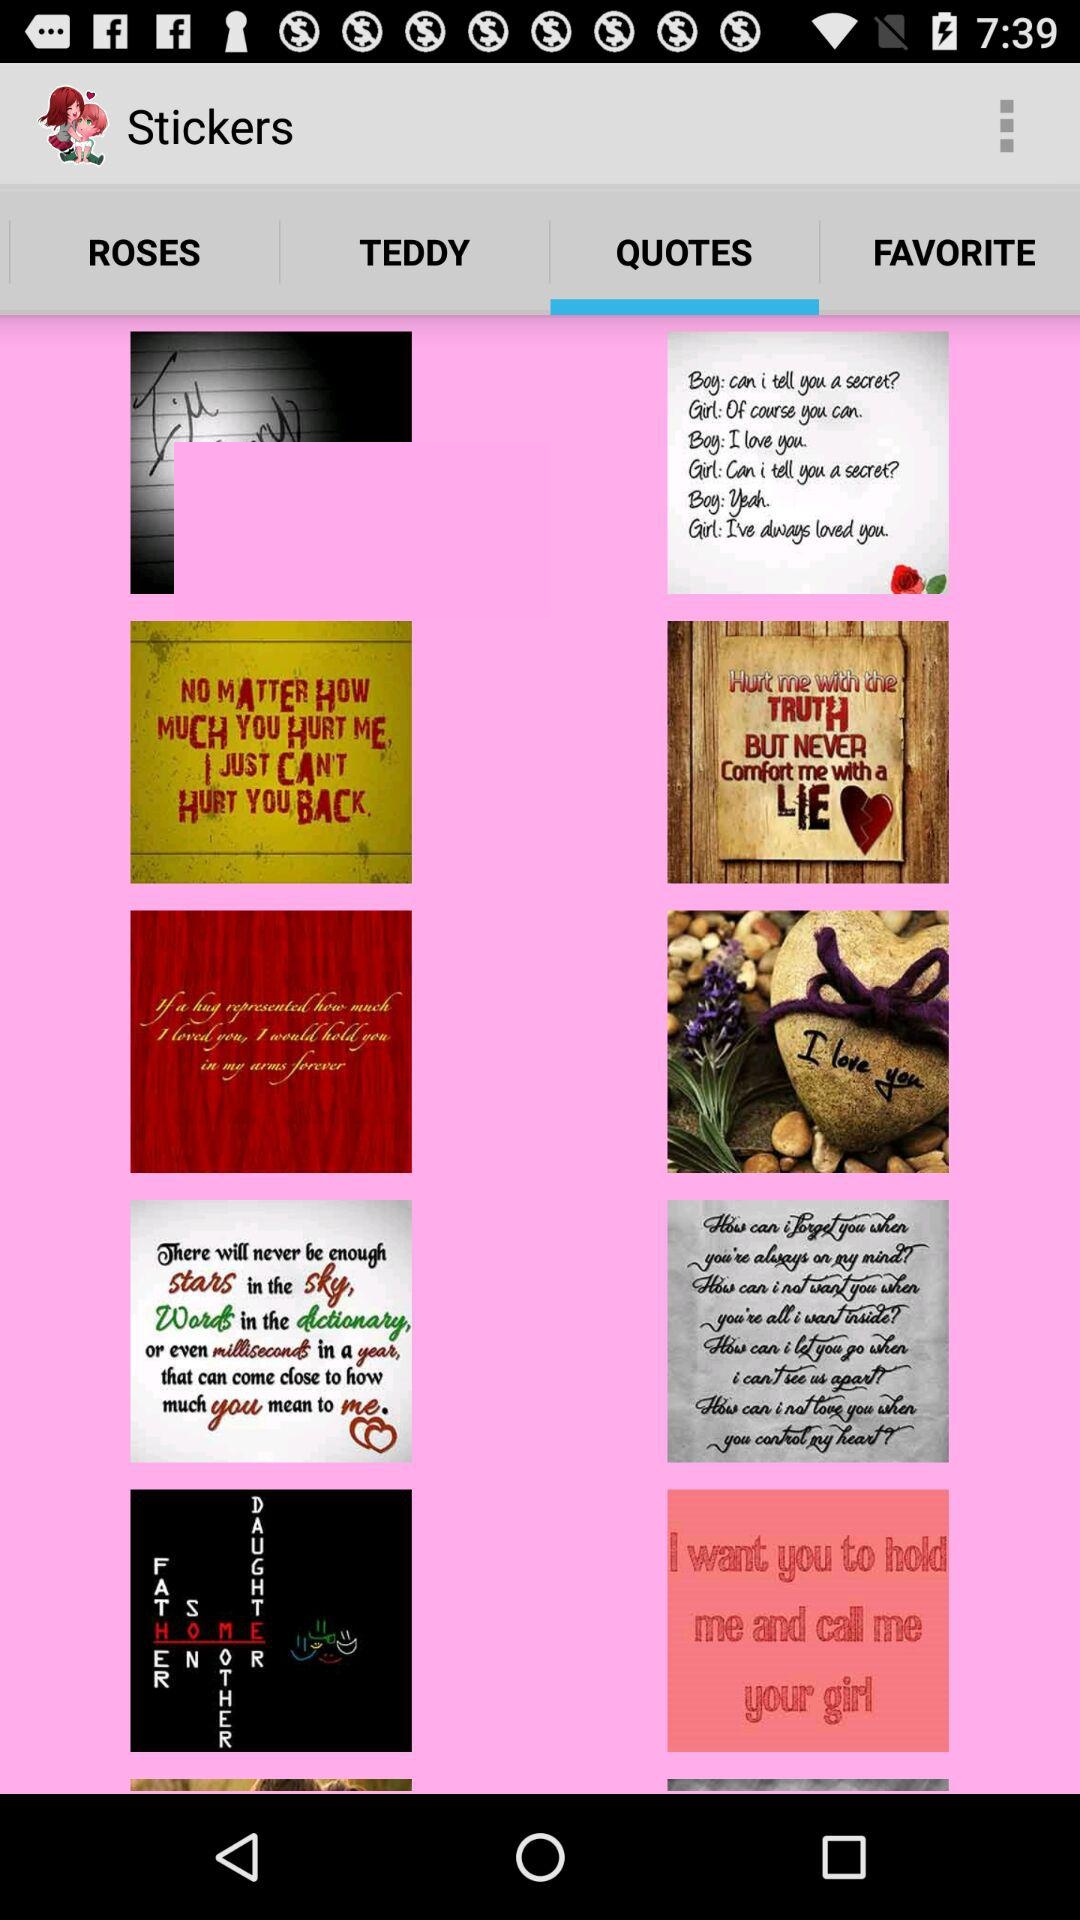 7:39
Stickers
ROSES
TEDDY
QUOTES
FAVORITE
I'll
Boy: can i tell you a secret?
Girl: Of course you can.
Boy: I love you.
Girl: Can i tell you a secret?
Boy: Yeah.
Girl: I've always loved you.
NO MATTER HOW
MUCH YOU HURT ME,
I JUST CAN'T
HURT YOU BACK.
Hurt me with the
TRUTH
BUT NEVER
Comfort me with a
LIE
If a hug represented how much
I loved you, I would hold you
in my arms forever
I love you
There will never be enough
stars in the sky,
Words in the dictionary,
or even milliseconds in a year,
that can come close to how
much you mean to me.
How can i forget you when
you're always on my mind?
How can i not want you when
you're all i want inside?
How can i let you go when
i can't see us apart?
How can i not love you when
you control my heart?
FATHER
SON
MOTHER
DAUGHTER
I want you to hold
me and call me
your girl